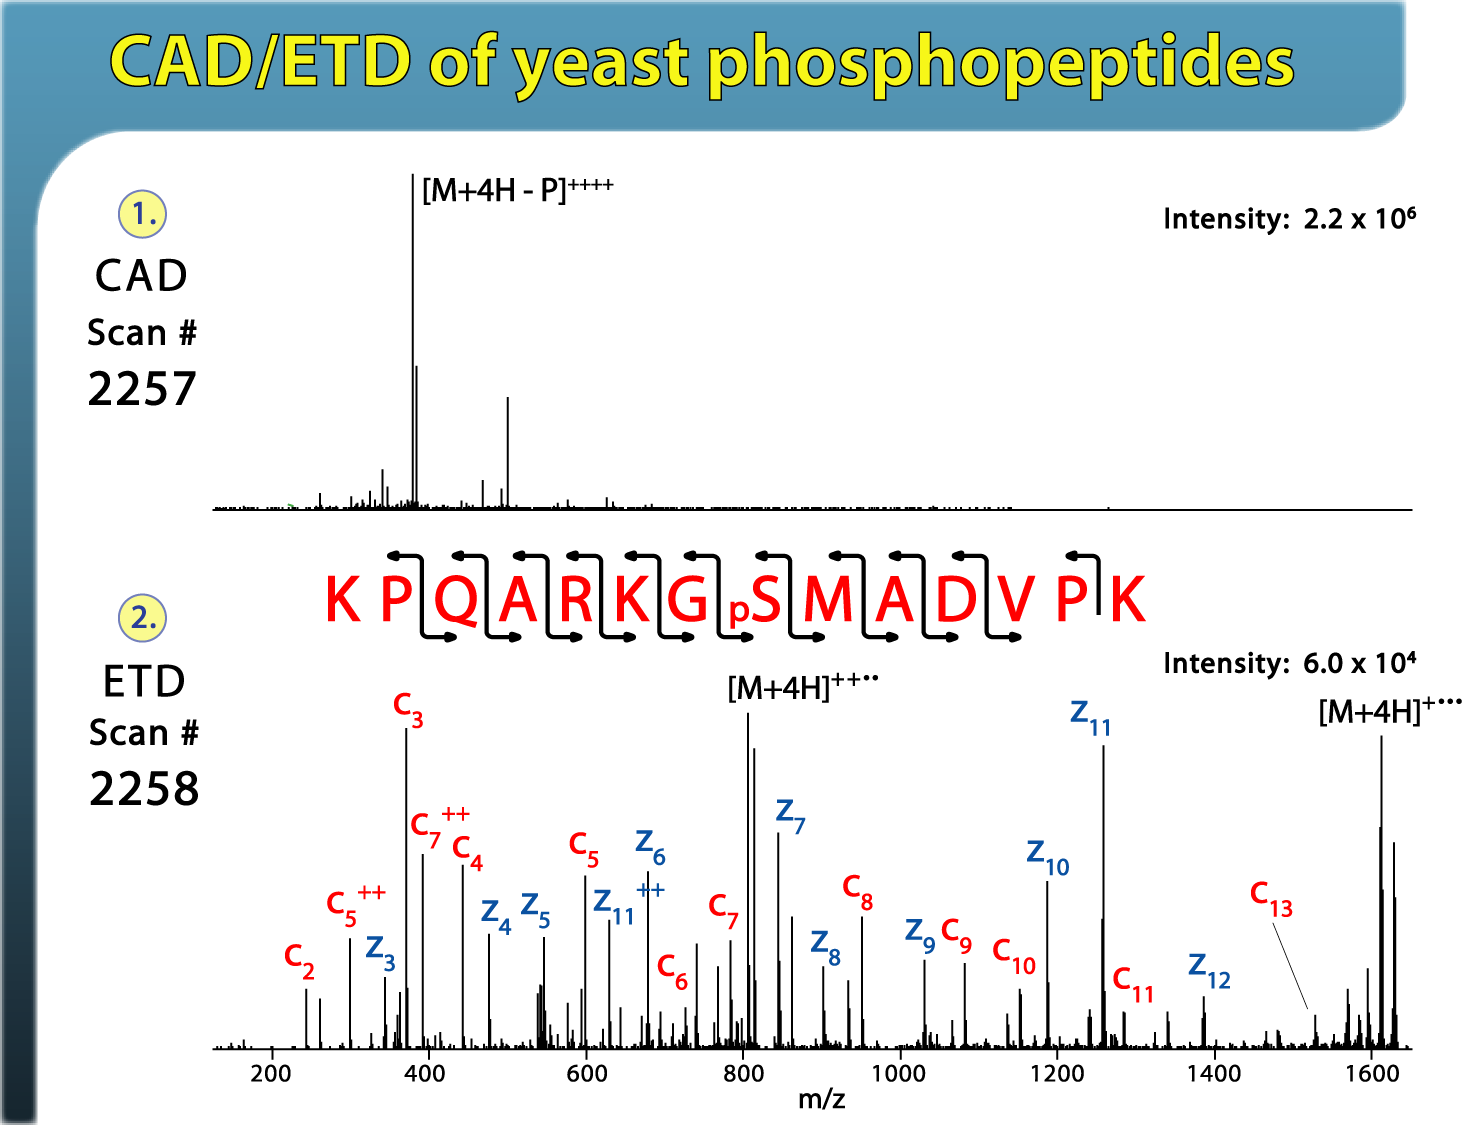 CAD/ETD of yeast phosphopeptides
1.
CAD
Scan #
2257
[M+4H - P]++++
Intensity: 2.2 x 10⁶
K P Q A R K G pS M A D V P K
2.
ETD
Scan #
2258
Intensity: 6.0 x 10⁴
[M+4H]++••
[M+4H]+•••
C₃
Z₁₁
C₇++
C₄
Z₇
C₅
Z₆
Z₁₀
C₅++
Z₄
Z₅
Z₁₁++
C₇
C₈
C₁₃
C₂
Z₃
C₆
Z₈
Z₉
C₉
C₁₀
C₁₁
Z₁₂
200 400 600 800 1000 1200 1400 1600
m/z